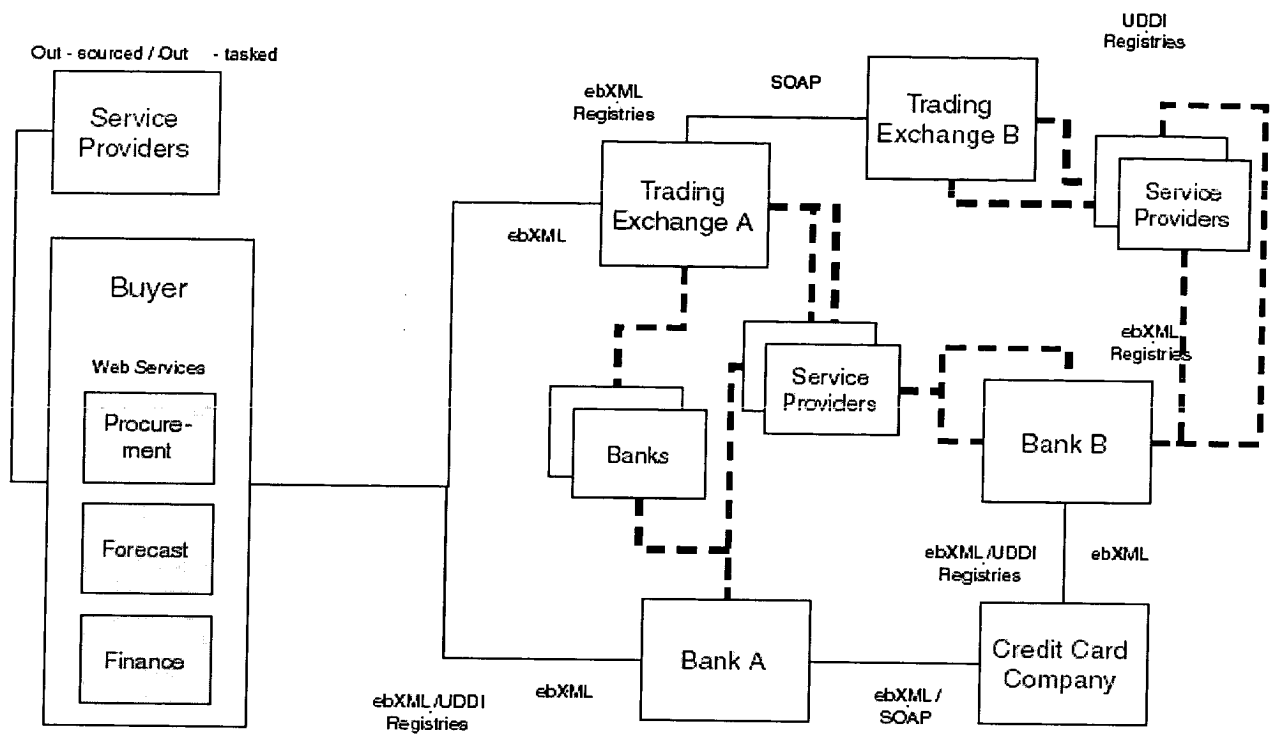 Out - sourced / Out - tasked
Service
Providers
Buyer
Web Services
Procure-
ment
Forecast
Finance
ebXML
Registries
SOAP
Trading
Exchange B
UDDI
Registries
Service
Providers
Trading
Exchange A
ebXML
Service
Providers
ebXML
Registries
Banks
Bank B
ebXML/UDDI
Registries
ebXML
Bank A
Credit Card
Company
ebXML
ebXML/UDDI
Registries
ebXML/
SOAP